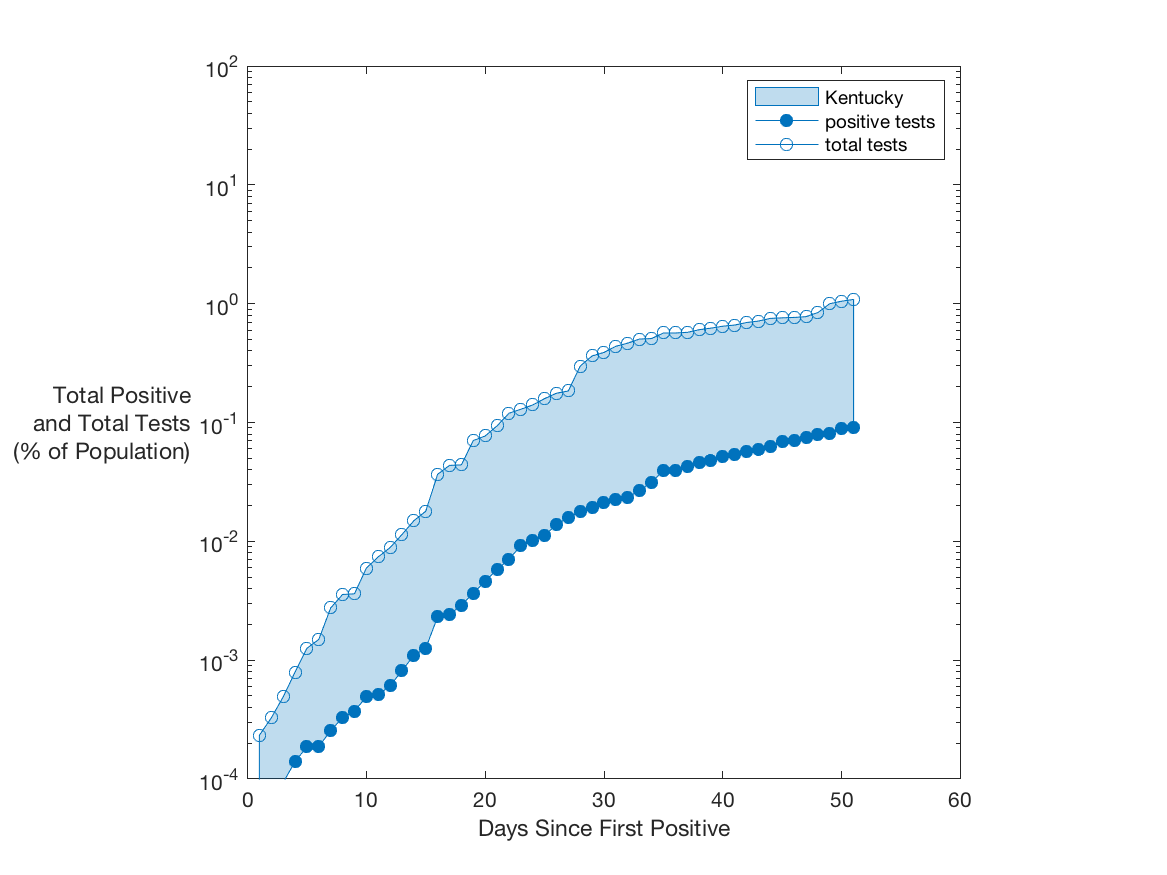 10^2
10^1
10^0
10^-1
10^-2
10^-3
10^-4
Total Positive
and Total Tests
(% of Population)
Kentucky
positive tests
total tests
0 10 20 30 40 50 60
Days Since First Positive